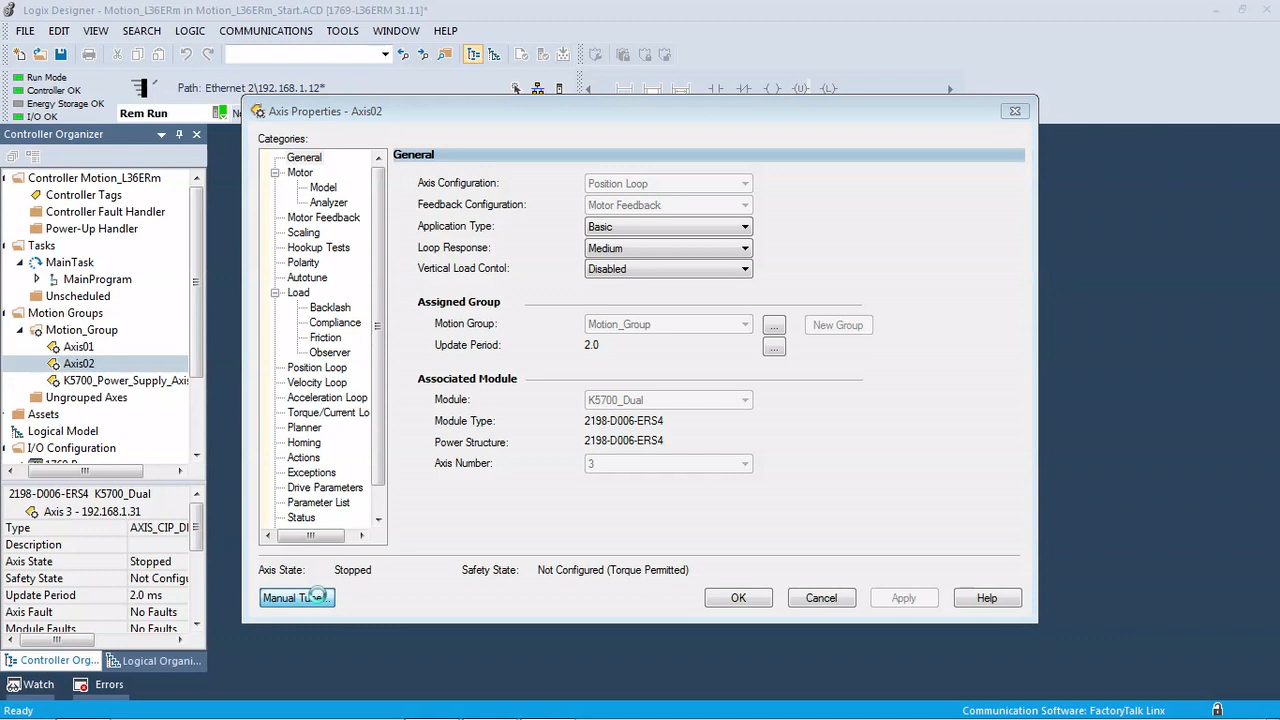 Logix Designer - Motion_L36ERm in Motion_L36ERm_Start.ACD [1769-L36ERM 31.11]*
FILE EDIT VIEW SEARCH LOGIC COMMUNICATIONS TOOLS WINDOW HELP
Run Mode
Controller OK
Energy Storage OK
I/O OK
Path: Ethernet 2\192.168.1.12*
Rem Run
Controller Organizer
Controller Motion_L36ERm
Controller Tags
Controller Fault Handler
Power-Up Handler
Tasks
MainTask
MainProgram
Unscheduled
Motion Groups
Motion_Group
Axis01
Axis02
K5700_Power_Supply_Axis
Ungrouped Axes
Assets
Logical Model
I/O Configuration
2198-D006-ERS4 K5700_Dual
Axis 3 - 192.168.1.31
Type AXIS_CIP_DI
Description
Axis State Stopped
Safety State Not Configu
Update Period 2.0 ms
Axis Fault No Faults
Module Faults No Faults
Controller Org... Logical Organi...
Watch Errors
Ready
Communication Software: FactoryTalk Linx
Axis Properties - Axis02
Categories:
General
Motor
Model
Analyzer
Motor Feedback
Scaling
Hookup Tests
Polarity
Autotune
Load
Backlash
Compliance
Friction
Observer
Position Loop
Velocity Loop
Acceleration Loop
Torque/Current Lo
Planner
Homing
Actions
Exceptions
Drive Parameters
Parameter List
Status
General
Axis Configuration: Position Loop
Feedback Configuration: Motor Feedback
Application Type: Basic
Loop Response: Medium
Vertical Load Contol: Disabled
Assigned Group
Motion Group: Motion_Group ... New Group
Update Period: 2.0 ...
Associated Module
Module: K5700_Dual
Module Type: 2198-D006-ERS4
Power Structure: 2198-D006-ERS4
Axis Number: 3
Axis State: Stopped
Safety State: Not Configured (Torque Permitted)
Manual Tune...
OK Cancel Apply Help